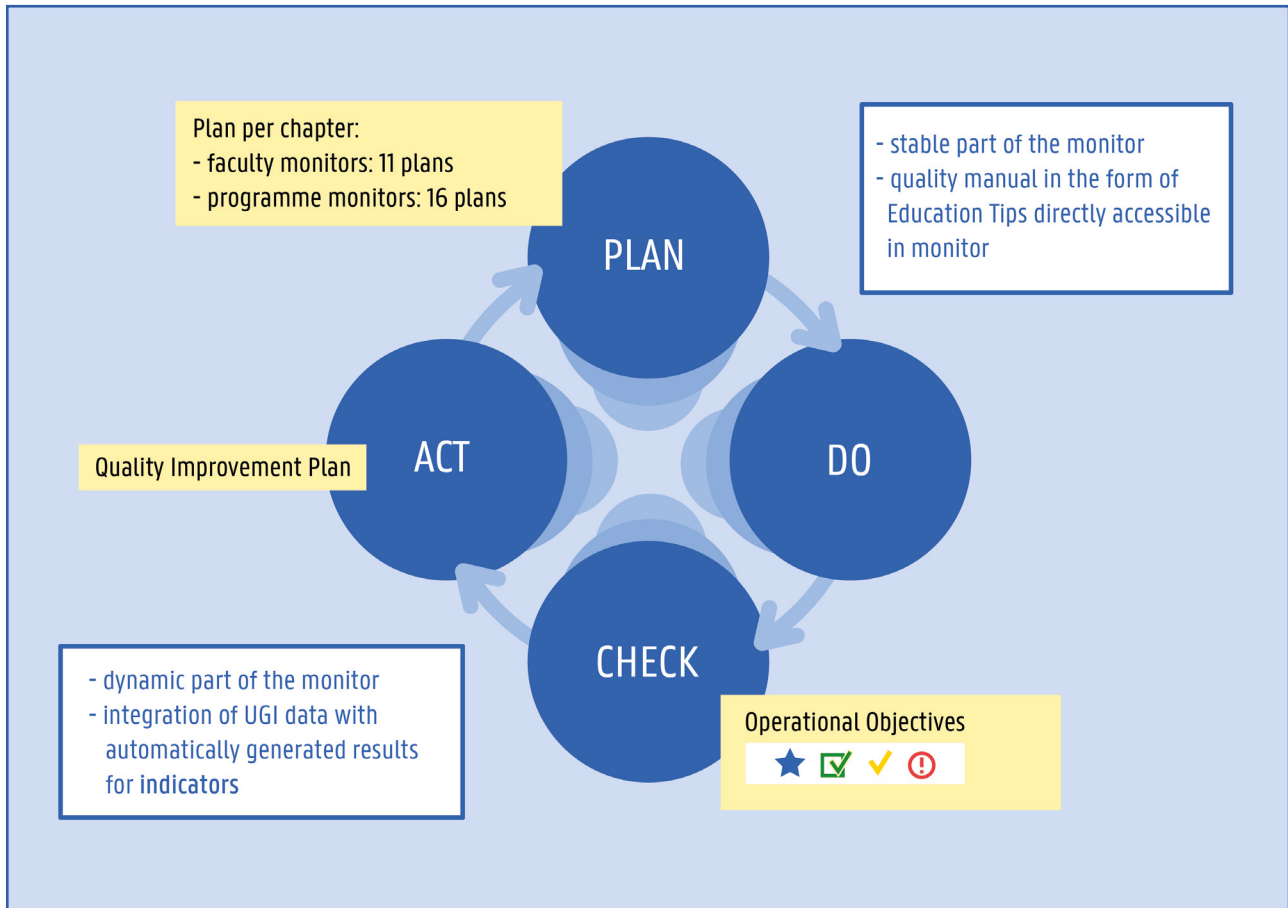 Plan per chapter:
- faculty monitors: 11 plans
- programme monitors: 16 plans
- stable part of the monitor
- quality manual in the form of
Education Tips directly accessible
in monitor
PLAN
ACT
DO
Quality Improvement Plan
CHECK
- dynamic part of the monitor
- integration of UGI data with
automatically generated results
for indicators
Operational Objectives